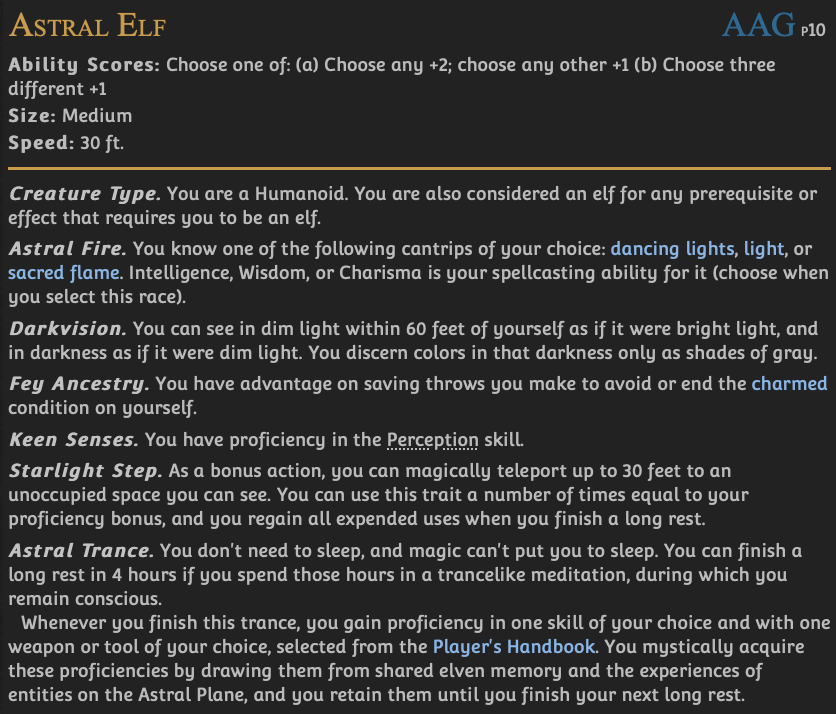 Astral Elf AAG p10
Ability Scores: Choose one of: (a) Choose any +2; choose any other +1 (b) Choose three
different +1
Size: Medium
Speed: 30 ft.
Creature Type. You are a Humanoid. You are also considered an elf for any prerequisite or
effect that requires you to be an elf.
Astral Fire. You know one of the following cantrips of your choice: dancing lights, light, or
sacred flame. Intelligence, Wisdom, or Charisma is your spellcasting ability for it (choose when
you select this race).
Darkvision. You can see in dim light within 60 feet of yourself as if it were bright light, and
in darkness as if it were dim light. You discern colors in that darkness only as shades of gray.
Fey Ancestry. You have advantage on saving throws you make to avoid or end the charmed
condition on yourself.
Keen Senses. You have proficiency in the Perception skill.
Starlight Step. As a bonus action, you can magically teleport up to 30 feet to an
unoccupied space you can see. You can use this trait a number of times equal to your
proficiency bonus, and you regain all expended uses when you finish a long rest.
Astral Trance. You don't need to sleep, and magic can't put you to sleep. You can finish a
long rest in 4 hours if you spend those hours in a trancelike meditation, during which you
remain conscious.
Whenever you finish this trance, you gain proficiency in one skill of your choice and with one
weapon or tool of your choice, selected from the Player's Handbook. You mystically acquire
these proficiencies by drawing them from shared elven memory and the experiences of
entities on the Astral Plane, and you retain them until you finish your next long rest.